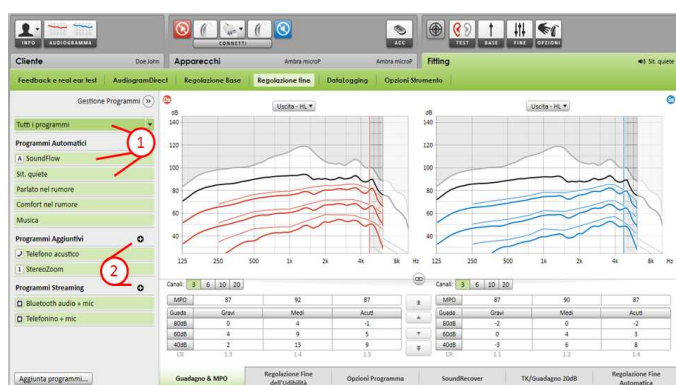 INFO
AUDIOGRAMMA
CONNETTI
ACC
TEST
BASE
FINE
OPZIONI
Cliente
Doe John
Apparecchi
Ambra microP
Ambra microP
Fitting
Sit. quiete
Feedback e real ear test
AudiogramDirect
Regolazione Base
Regolazione fine
DataLogging
Opzioni Strumento
Gestione Programmi
Tutti i programmi
Programmi Automatici
A SoundFlow
Sit. quiete
Parlato nel rumore
Comfort nel rumore
Musica
Programmi Aggiuntivi
Telefono acustico
1 StereoZoom
Programmi Streaming
Bluetooth audio + mic
Telefonino + mic
Aggiunta programmi...
1
2
Dx
Uscita - HL
dB
140
120
100
80
60
40
125 250 500 1k 2k 4k 8k Hz
Sx
Uscita - HL
dB
140
120
100
80
60
40
125 250 500 1k 2k 4k 8k Hz
Canali: 3 6 10 20
MPO 87 92 87
Guada. Gravi Medi Acuti
80dB 0 4 -1
60dB 4 9 5
40dB 2 15 9
CR 1.3 1.4 1.5
Canali: 3 6 10 20
MPO 87 90 87
Guada. Gravi Medi Acuti
80dB -2 0 -2
60dB 0 4 3
40dB -3 6 8
CR 1.1 1.2 1.4
Guadagno & MPO
Regolazione Fine
dell'Udibilità
Opzioni Programma
SoundRecover
TK/Guadagno 20dB
Regolazione Fine
Automatica